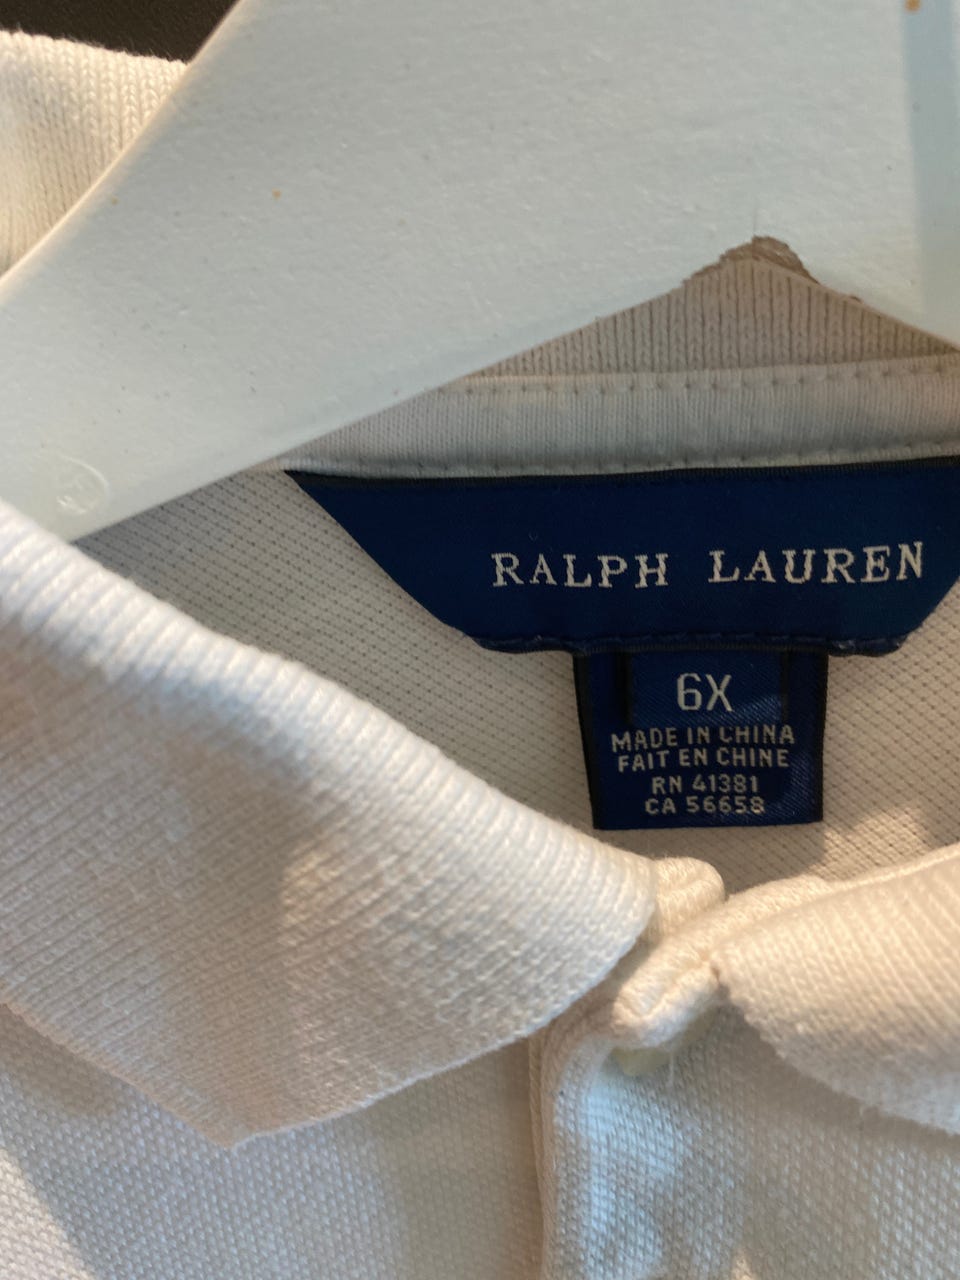 RALPH LAUREN
6X
MADE IN CHINA
FAIT EN CHINE
RN 41381
CA 56658